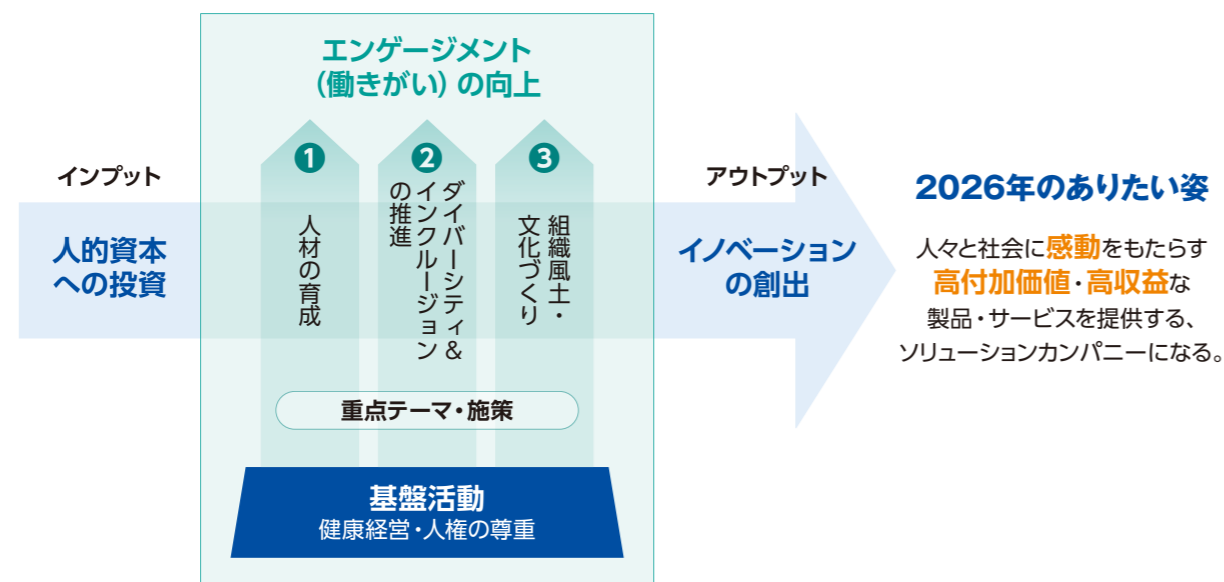 エンゲージメント
（働きがい）の向上
インプット
人的資本
への投資
1
人材の育成
2
ダイバーシティ&
インクルージョン
の推進
3
組織風土・
文化づくり
重点テーマ・施策
基盤活動
健康経営・人権の尊重
アウトプット
イノベーション
の創出
2026年のありたい姿
人々と社会に感動をもたらす
高付加価値・高収益な
製品・サービスを提供する、
ソリューションカンパニーになる。